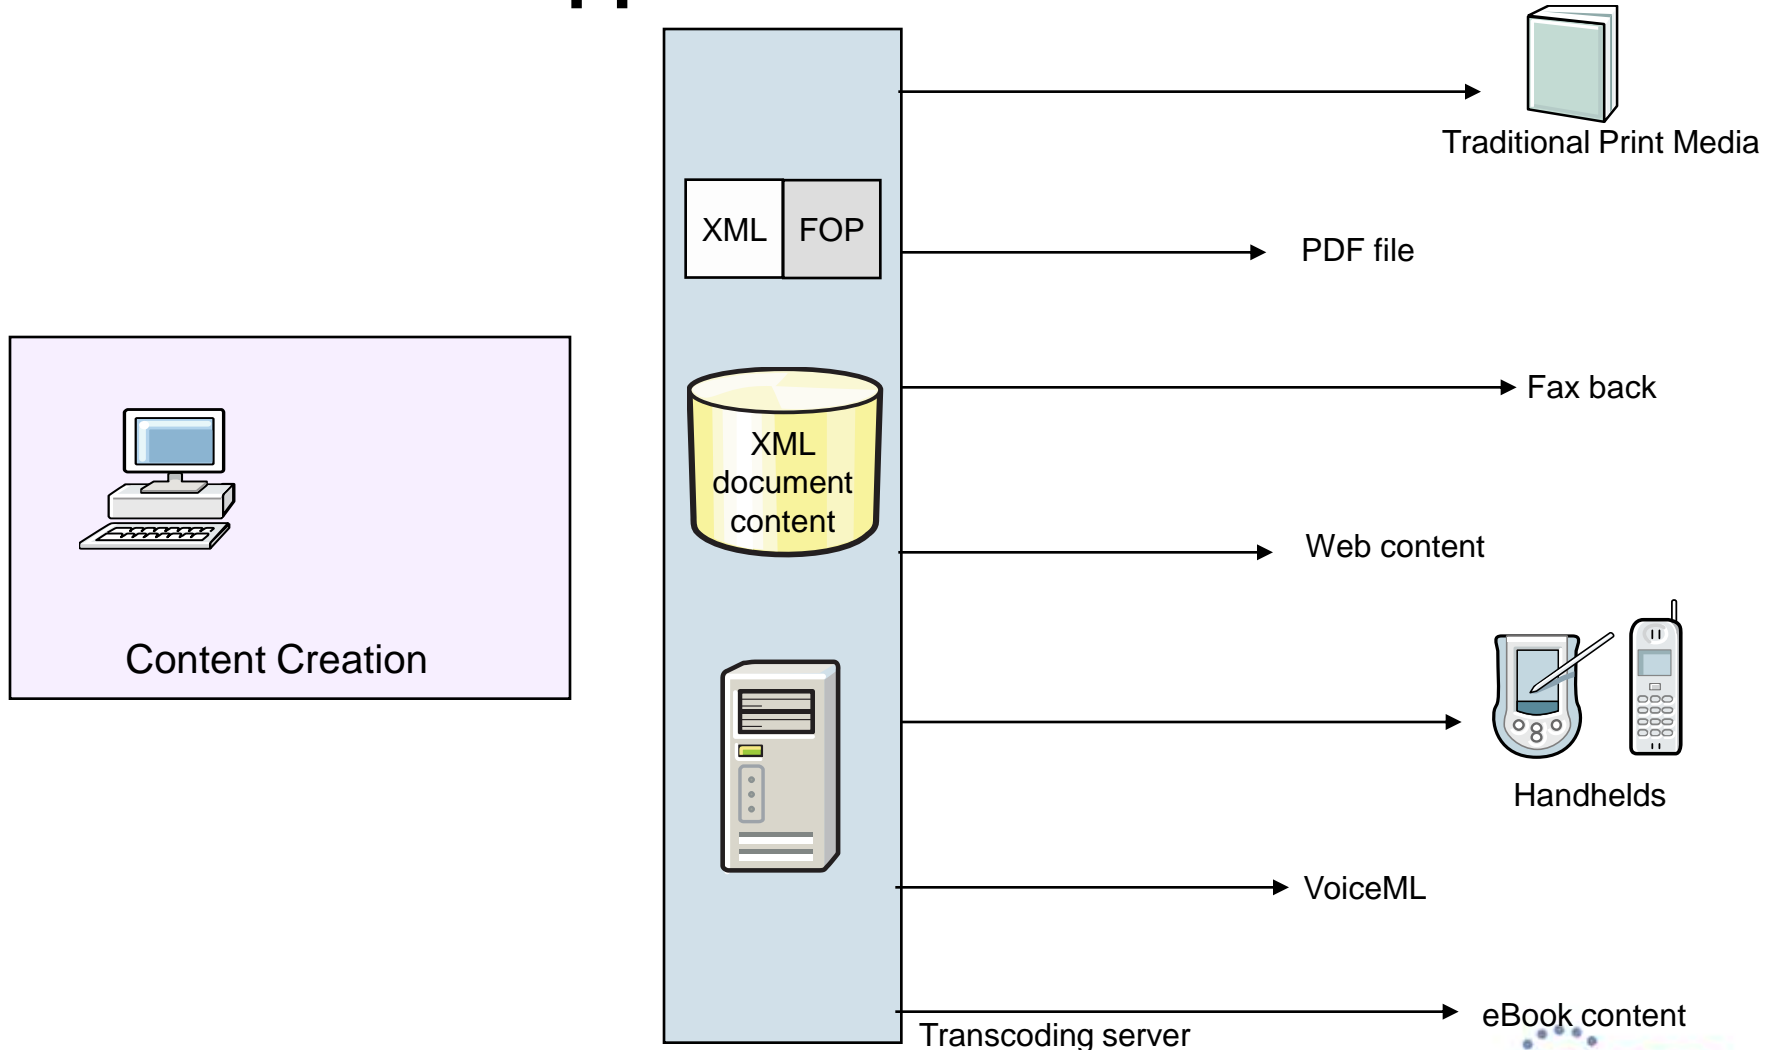 Traditional Print Media
XML FOP
PDF file
Fax back
XML
document
content
Web content
Content Creation
Handhelds
VoiceML
eBook content
Transcoding server